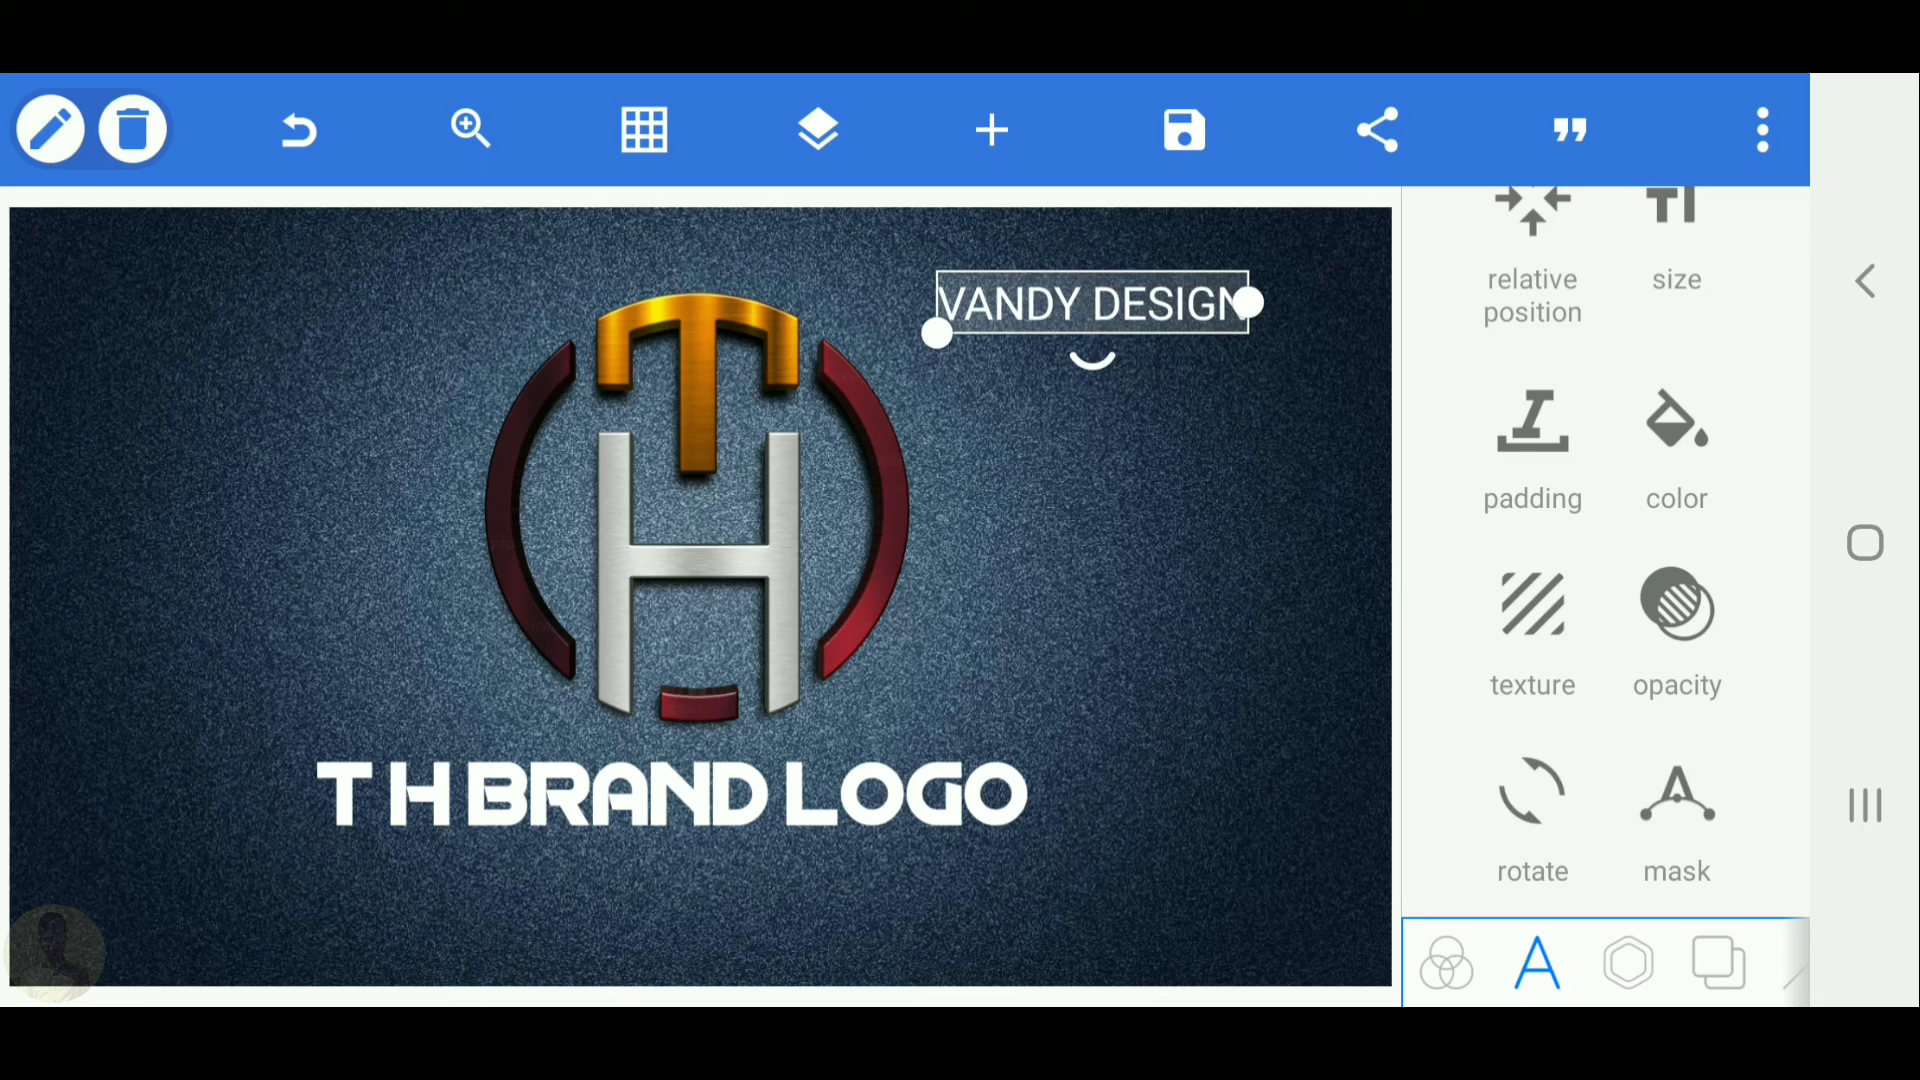 VANDY DESIGN
T H
T H BRAND LOGO
relative
position
size
padding
color
texture
opacity
rotate
mask